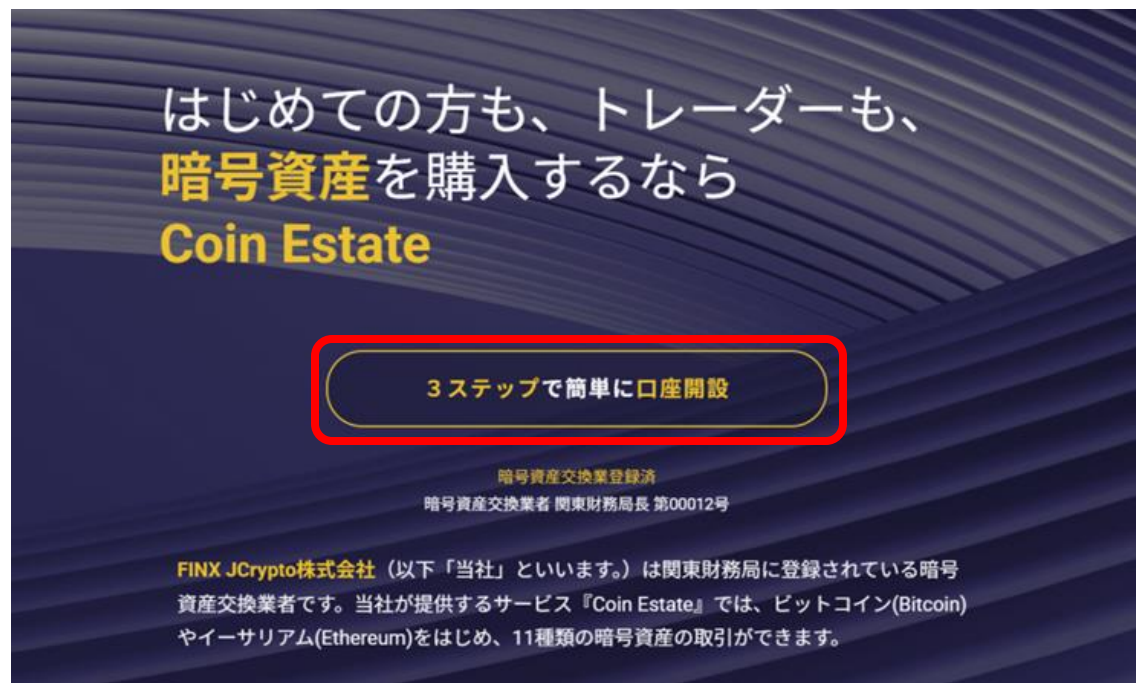 はじめての方も、トレーダーも、
暗号資産を購入するなら
Coin Estate
３ステップで簡単に口座開設
暗号資産交換業登録済
暗号資産交換業者 関東財務局長 第00012号
FINX JCrypto株式会社（以下「当社」といいます。）は関東財務局に登録されている暗号
資産交換業者です。当社が提供するサービス『Coin Estate』では、ビットコイン(Bitcoin)
やイーサリアム(Ethereum)をはじめ、11種類の暗号資産の取引ができます。